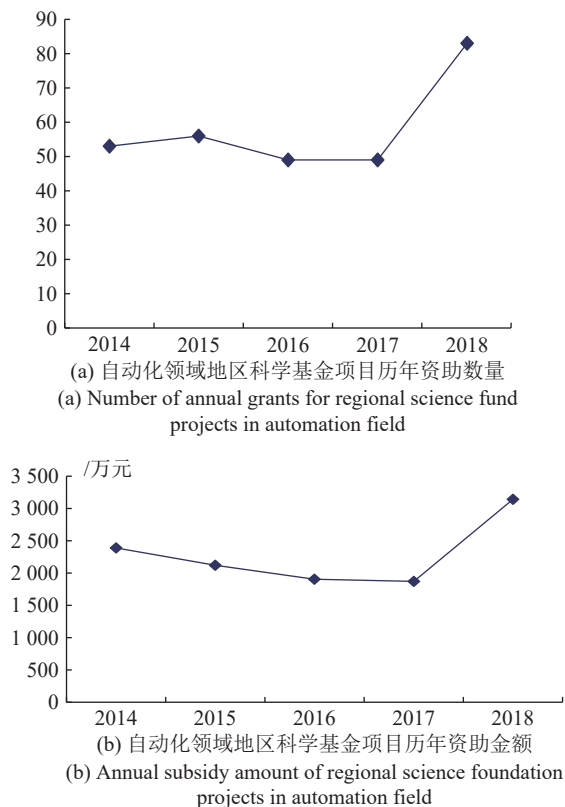 90
80
70
60
50
40
30
20
10
0
2014 2015 2016 2017 2018
(a) 自动化领域地区科学基金项目历年资助数量
(a) Number of annual grants for regional science fund
projects in automation field
/万元
3 500
3 000
2 500
2 000
1 500
1 000
500
0
2014 2015 2016 2017 2018
(b) 自动化领域地区科学基金项目历年资助金额
(b) Annual subsidy amount of regional science foundation
projects in automation field